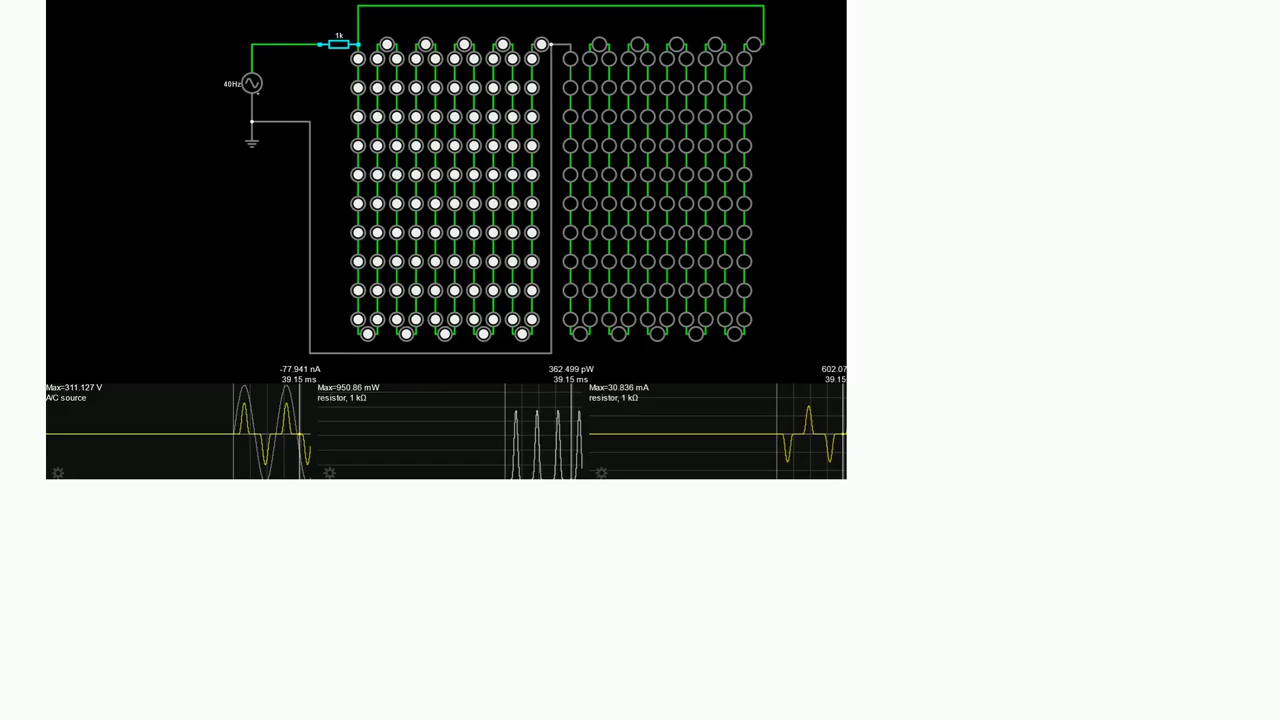 1k
40Hz
-77.941 nA
39.15 ms
362.499 pW
39.15 ms
602.07
39.15
Max=311.127 V
A/C source
Max=950.86 mW
resistor, 1 kΩ
Max=30.836 mA
resistor, 1 kΩ